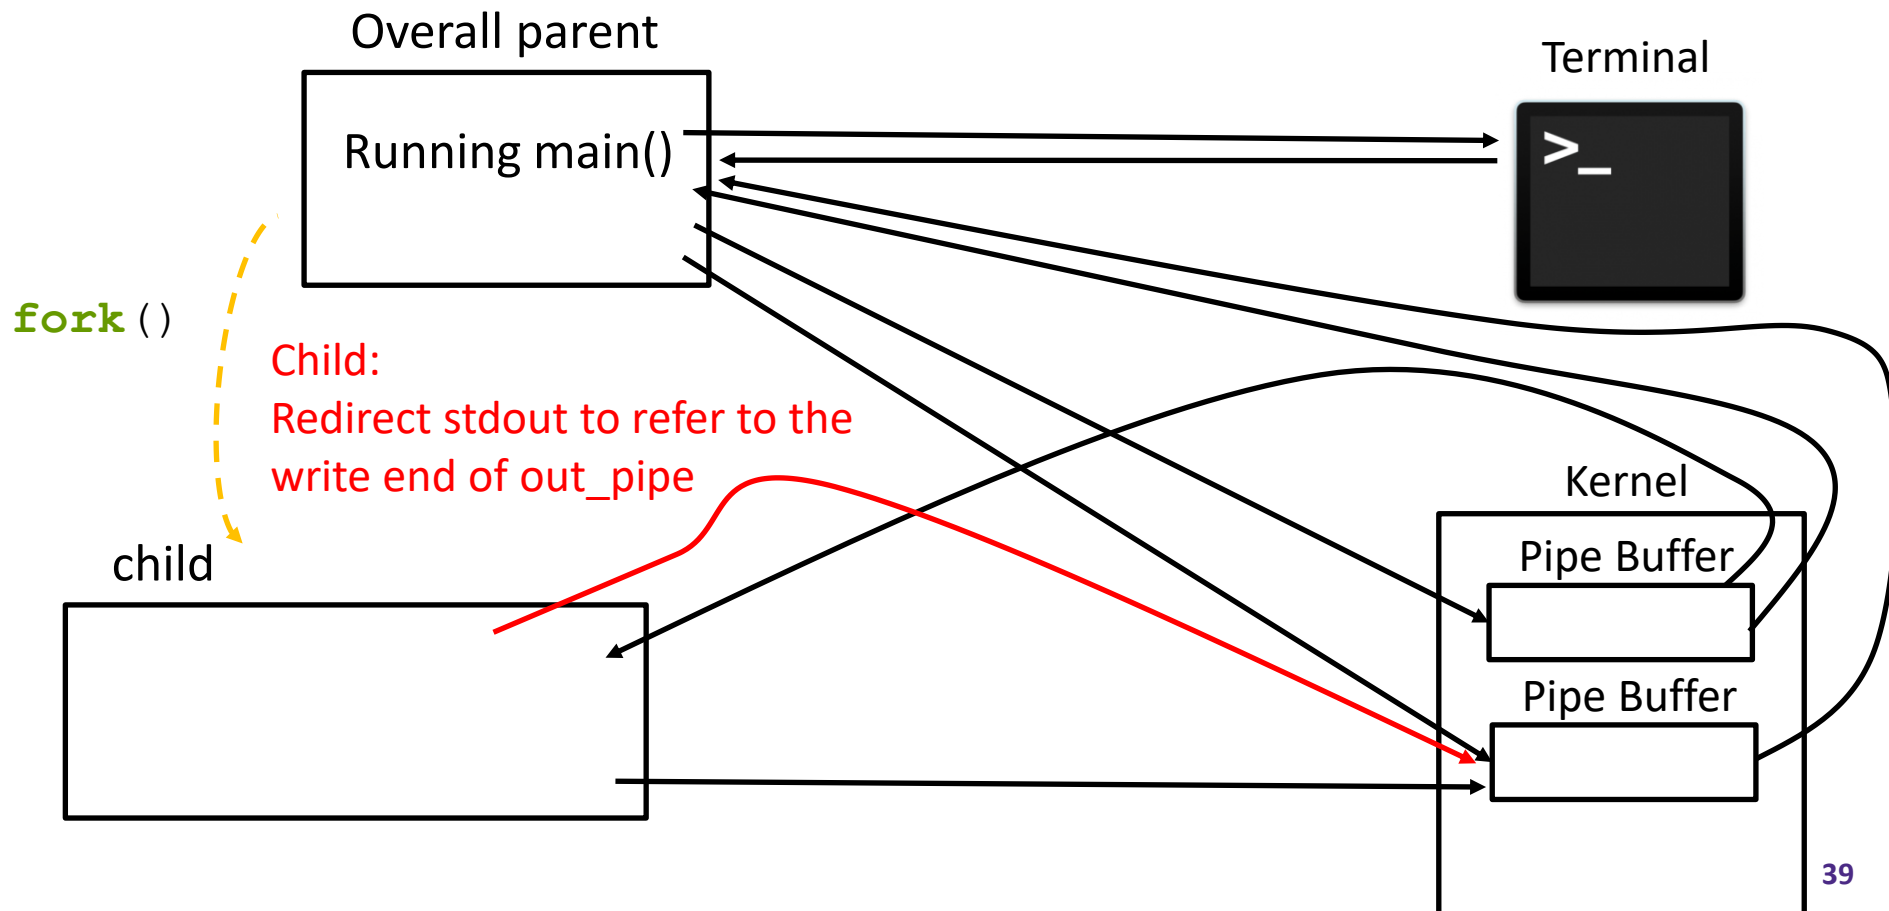 Overall parent
Terminal
Running main()
>_
fork()
Child:
Redirect stdout to refer to the
write end of out_pipe
Kernel
child
Pipe Buffer
Pipe Buffer
39